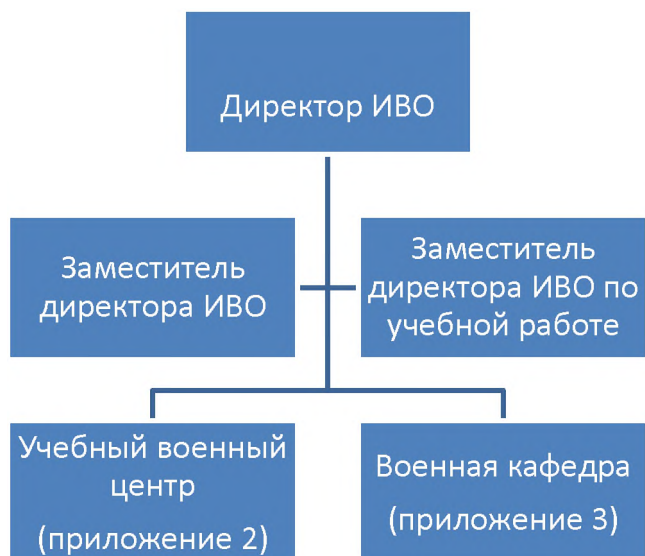 Директор ИВО
Заместитель
директора ИВО
Заместитель
директора ИВО по
учебной работе
Учебный военный
центр
(приложение 2)
Военная кафедра
(приложение 3)